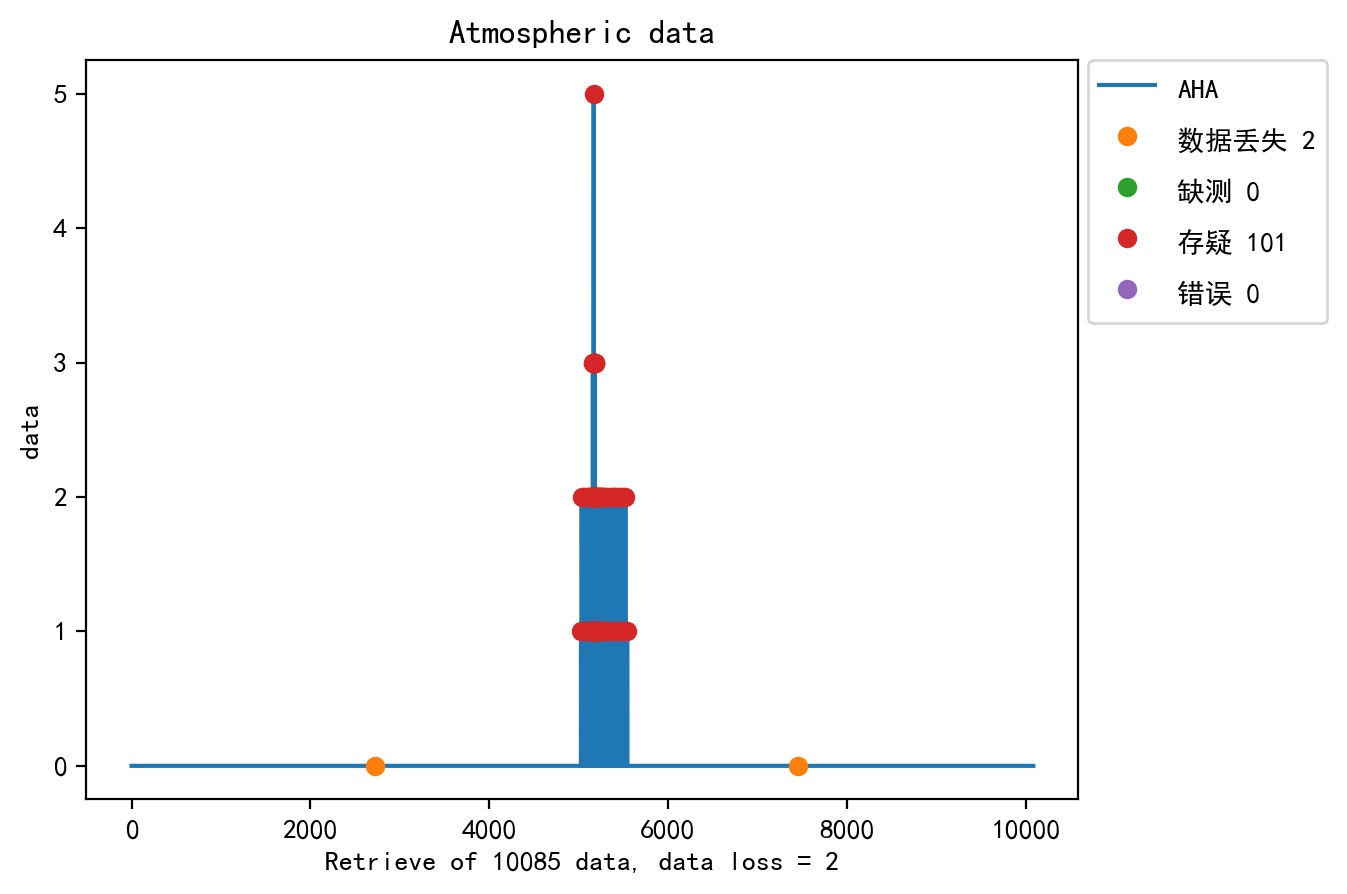 Atmospheric data
AHA
数据丢失 2
缺测 0
存疑 101
错误 0
5
4
3
2
1
0
data
0 2000 4000 6000 8000 10000
Retrieve of 10085 data, data loss = 2